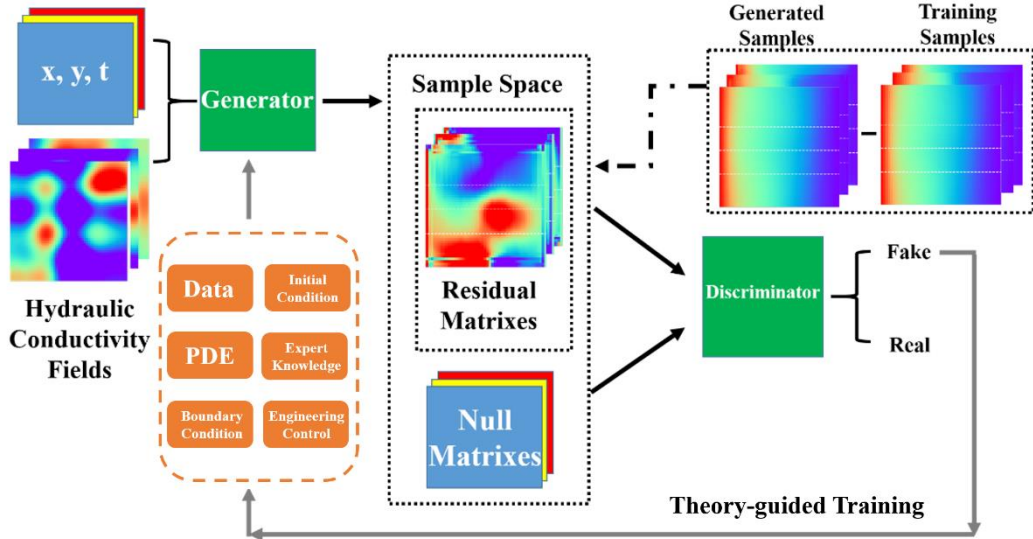 x, y, t
Hydraulic
Conductivity
Fields
Generator
Data
Initial
Condition
PDE
Expert
Knowledge
Boundary
Condition
Engineering
Control
Sample Space
Residual
Matrixes
Null
Matrixes
Generated
Samples
Training
Samples
Discriminator
Fake
Real
Theory-guided Training